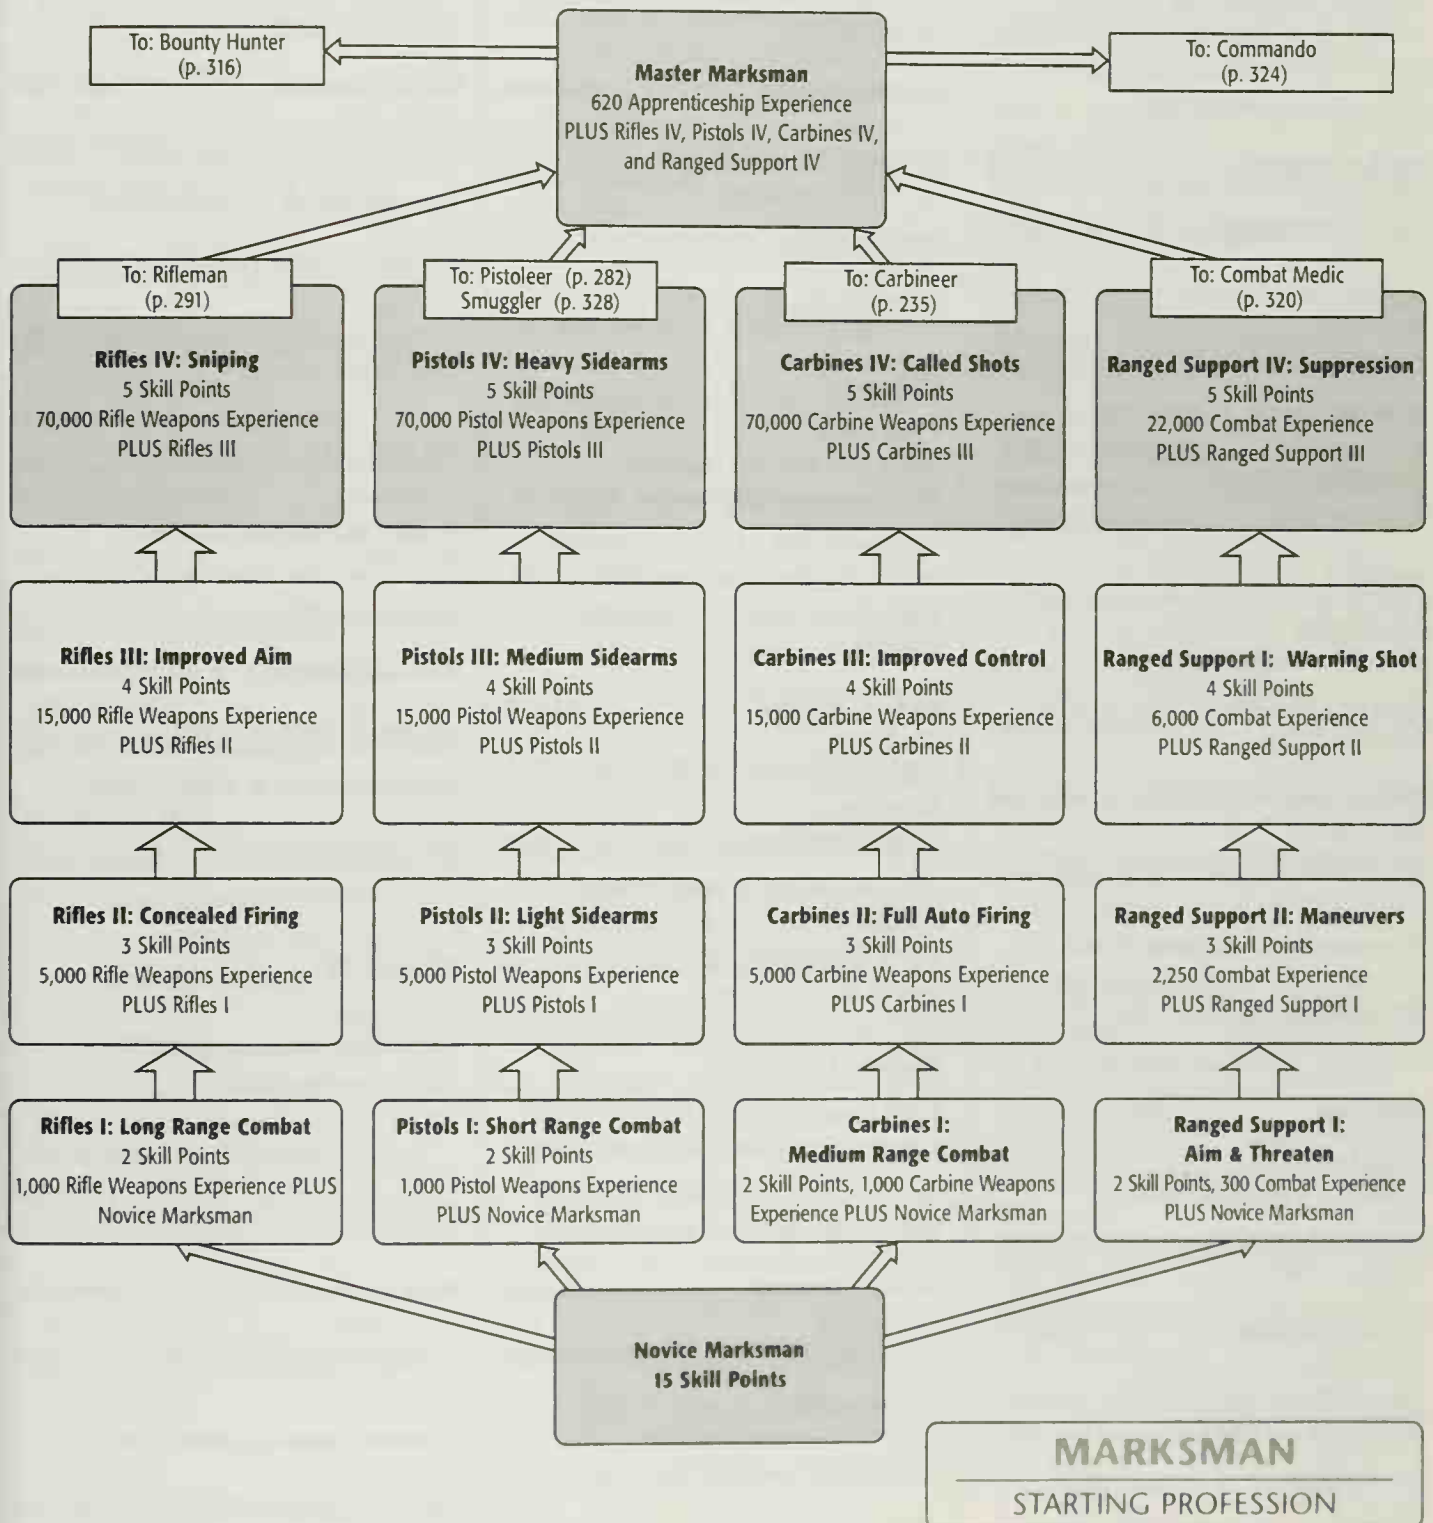 To: Bounty Hunter
(p. 316)
Master Marksman
620 Apprenticeship Experience
PLUS Rifles IV, Pistols IV, Carbines IV,
and Ranged Support IV
To: Commando
(p. 324)
To: Rifleman
(p. 291)
Rifles IV: Sniping
5 Skill Points
70,000 Rifle Weapons Experience
PLUS Rifles III
To: Pistoleer (p. 282)
Smuggler (p. 328)
Pistols IV: Heavy Sidearms
5 Skill Points
70,000 Pistol Weapons Experience
PLUS Pistols III
To: Carbineer
(p. 235)
Carbines IV: Called Shots
5 Skill Points
70,000 Carbine Weapons Experience
PLUS Carbines III
To: Combat Medic
(p. 320)
Ranged Support IV: Suppression
5 Skill Points
22,000 Combat Experience
PLUS Ranged Support III
Rifles III: Improved Aim
4 Skill Points
15,000 Rifle Weapons Experience
PLUS Rifles II
Pistols III: Medium Sidearms
4 Skill Points
15,000 Pistol Weapons Experience
PLUS Pistols II
Carbines III: Improved Control
4 Skill Points
15,000 Carbine Weapons Experience
PLUS Carbines II
Ranged Support I: Warning Shot
4 Skill Points
6,000 Combat Experience
PLUS Ranged Support II
Rifles II: Concealed Firing
3 Skill Points
5,000 Rifle Weapons Experience
PLUS Rifles I
Pistols II: Light Sidearms
3 Skill Points
5,000 Pistol Weapons Experience
PLUS Pistols I
Carbines II: Full Auto Firing
3 Skill Points
5,000 Carbine Weapons Experience
PLUS Carbines I
Ranged Support II: Maneuvers
3 Skill Points
2,250 Combat Experience
PLUS Ranged Support I
Rifles I: Long Range Combat
2 Skill Points
1,000 Rifle Weapons Experience PLUS
Novice Marksman
Pistols I: Short Range Combat
2 Skill Points
1,000 Pistol Weapons Experience
PLUS Novice Marksman
Carbines I:
Medium Range Combat
2 Skill Points, 1,000 Carbine Weapons
Experience PLUS Novice Marksman
Ranged Support I:
Aim & Threaten
2 Skill Points, 300 Combat Experience
PLUS Novice Marksman
Novice Marksman
15 Skill Points
MARKSMAN
STARTING PROFESSION